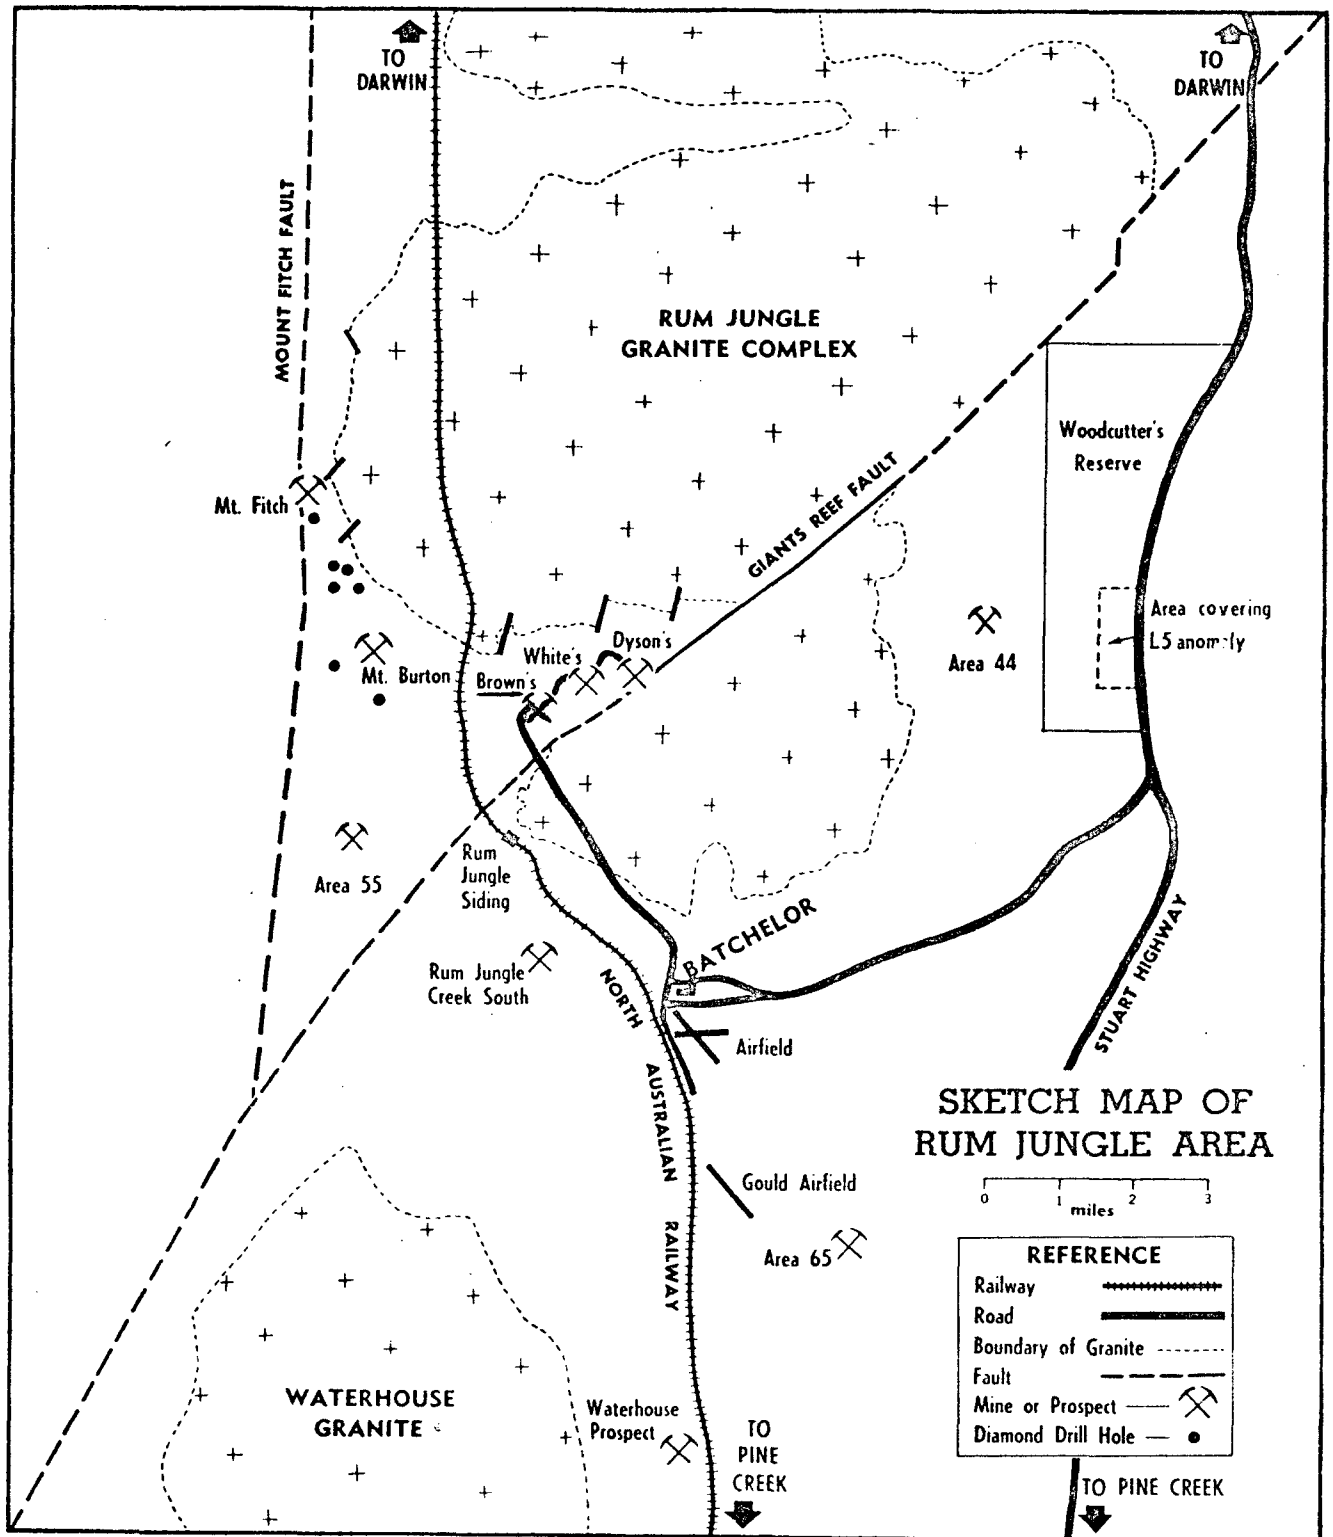 TO
DARWIN
TO
DARWIN
MOUNT FITCH FAULT
RUM JUNGLE
GRANITE COMPLEX
Woodcutter's
Reserve
GIANTS REEF FAULT
Mt. Fitch
Area covering
L5 anomaly
Dyson's
White's
Brown's
Mt. Burton
Area 44
Area 55
Rum
Jungle
Siding
BATCHELOR
Rum Jungle
Creek South
NORTH
AUSTRALIAN
RAILWAY
STUART HIGHWAY
Airfield
SKETCH MAP OF
RUM JUNGLE AREA
0 1 2 3
miles
Gould Airfield
Area 65
REFERENCE
Railway
Road
Boundary of Granite
Fault
Mine or Prospect
Diamond Drill Hole
WATERHOUSE
GRANITE
Waterhouse
Prospect
TO
PINE
CREEK
TO PINE CREEK